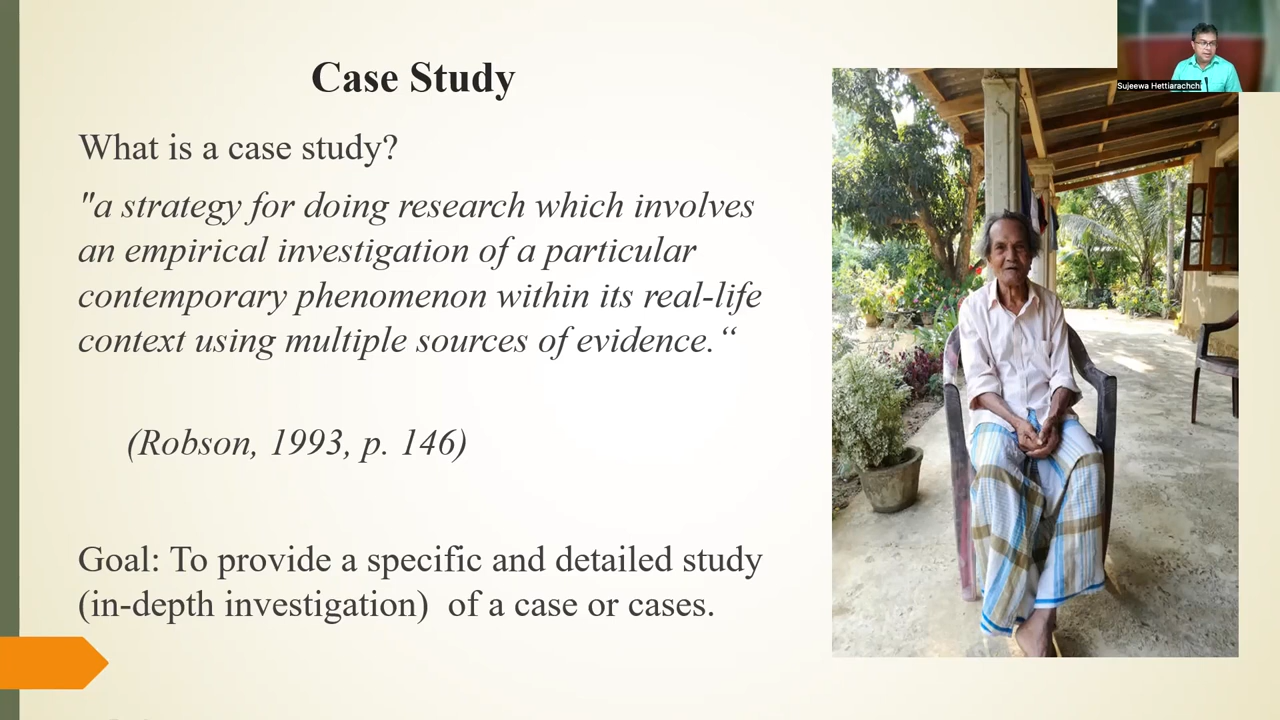 Case Study
What is a case study?
"a strategy for doing research which involves
an empirical investigation of a particular
contemporary phenomenon within its real-life
context using multiple sources of evidence.“
(Robson, 1993, p. 146)
Goal: To provide a specific and detailed study
(in-depth investigation)  of a case or cases.
Sujeewa Hettiarachchi